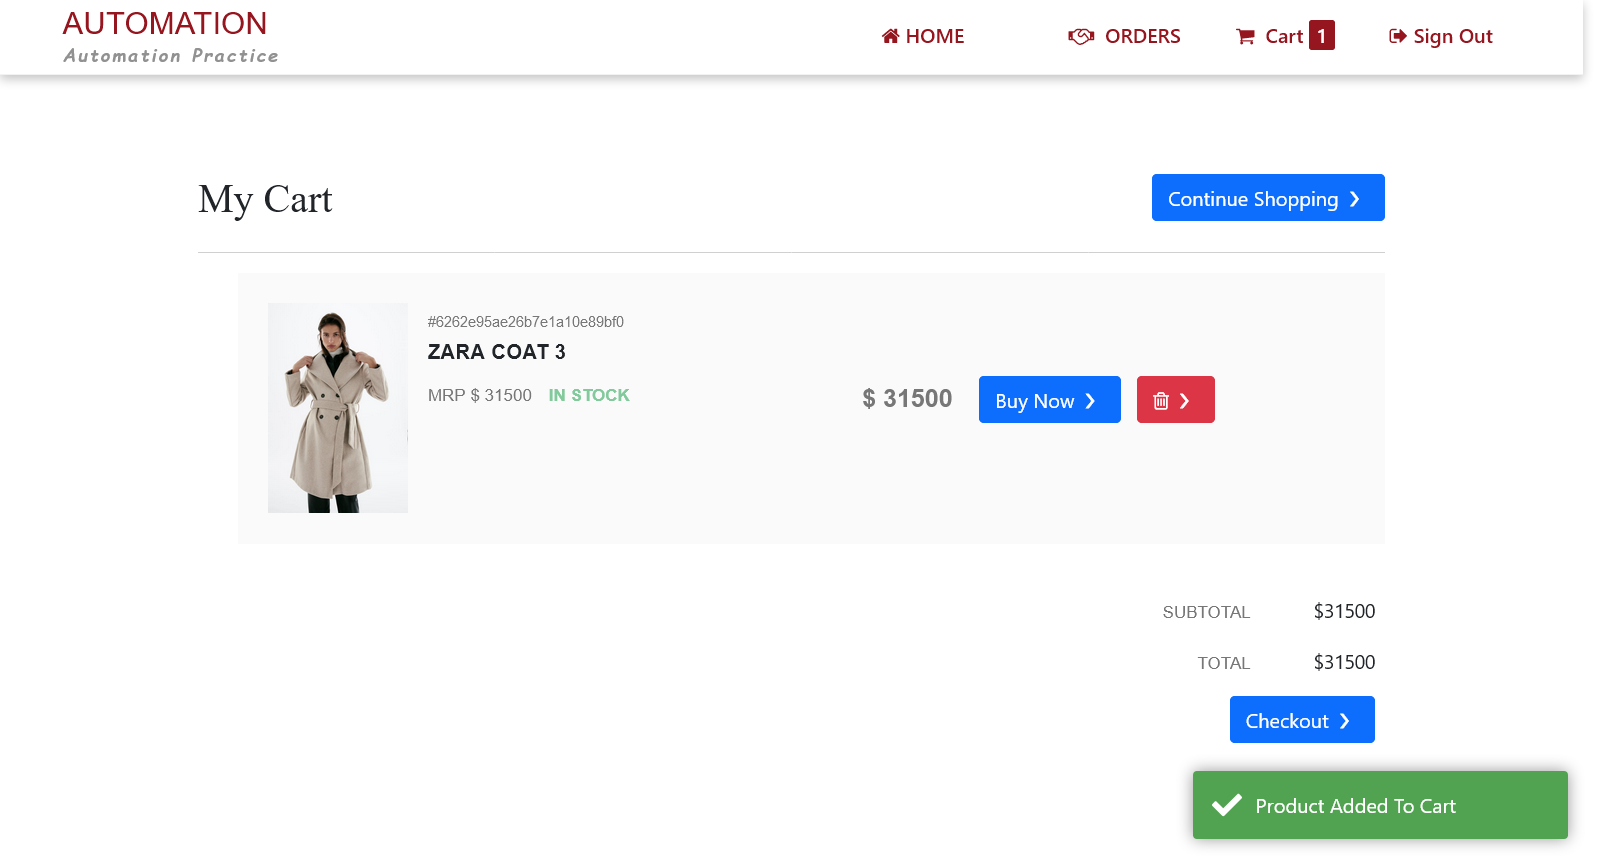 AUTOMATION
Automation Practice
HOME
ORDERS
Cart 1
Sign Out
My Cart
Continue Shopping
#6262e95ae26b7e1a10e89bf0
ZARA COAT 3
MRP $ 31500 IN STOCK
$ 31500
Buy Now
SUBTOTAL $31500
TOTAL $31500
Checkout
Product Added To Cart